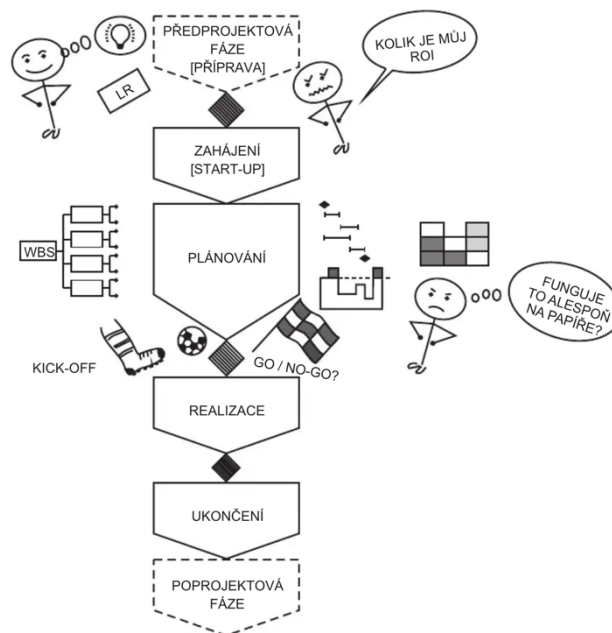 PŘEDPROJEKTOVÁ
FÁZE
[PŘÍPRAVA]
KOLIK JE MŮJ
ROI
LR
ZAHÁJENÍ
[START-UP]
WBS
PLÁNOVÁNÍ
FUNGUJE
TO ALESPOŇ
NA PAPÍŘE?
KICK-OFF
GO / NO-GO?
REALIZACE
UKONČENÍ
POPROJEKTOVÁ
FÁZE